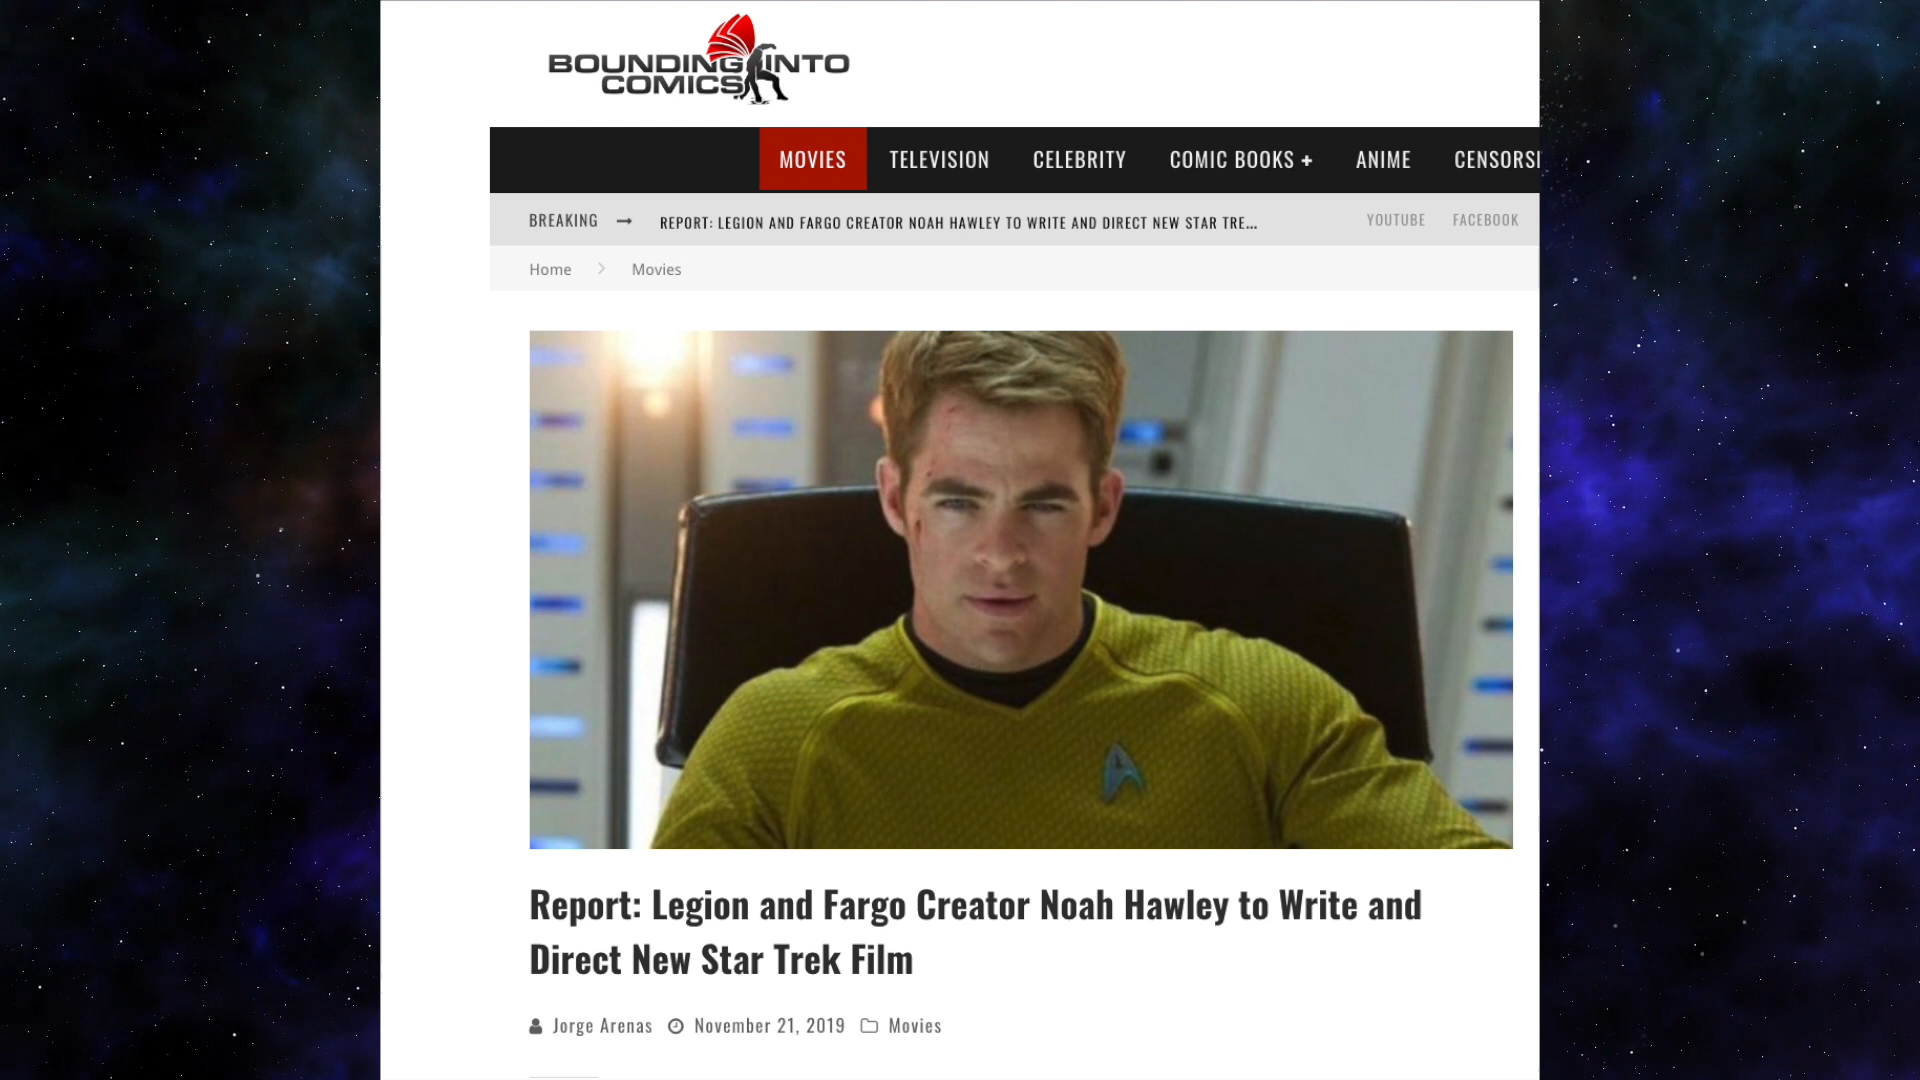 BOUNDING INTO
COMICS
MOVIES TELEVISION CELEBRITY COMIC BOOKS + ANIME CENSORSI
BREAKING → REPORT: LEGION AND FARGO CREATOR NOAH HAWLEY TO WRITE AND DIRECT NEW STAR TRE... YOUTUBE FACEBOOK
Home > Movies
Report: Legion and Fargo Creator Noah Hawley to Write and
Direct New Star Trek Film
Jorge Arenas November 21, 2019 Movies